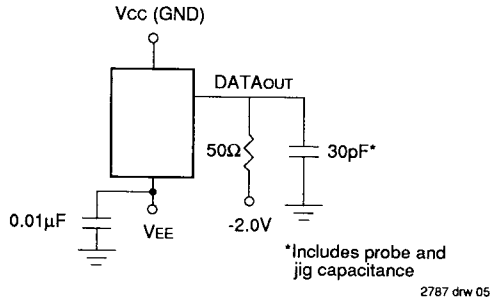 Vcc (GND)
DATAOUT
50Ω
30pF*
0.01µF
VEE
-2.0V
*Includes probe and
jig capacitance
2787 drw 05